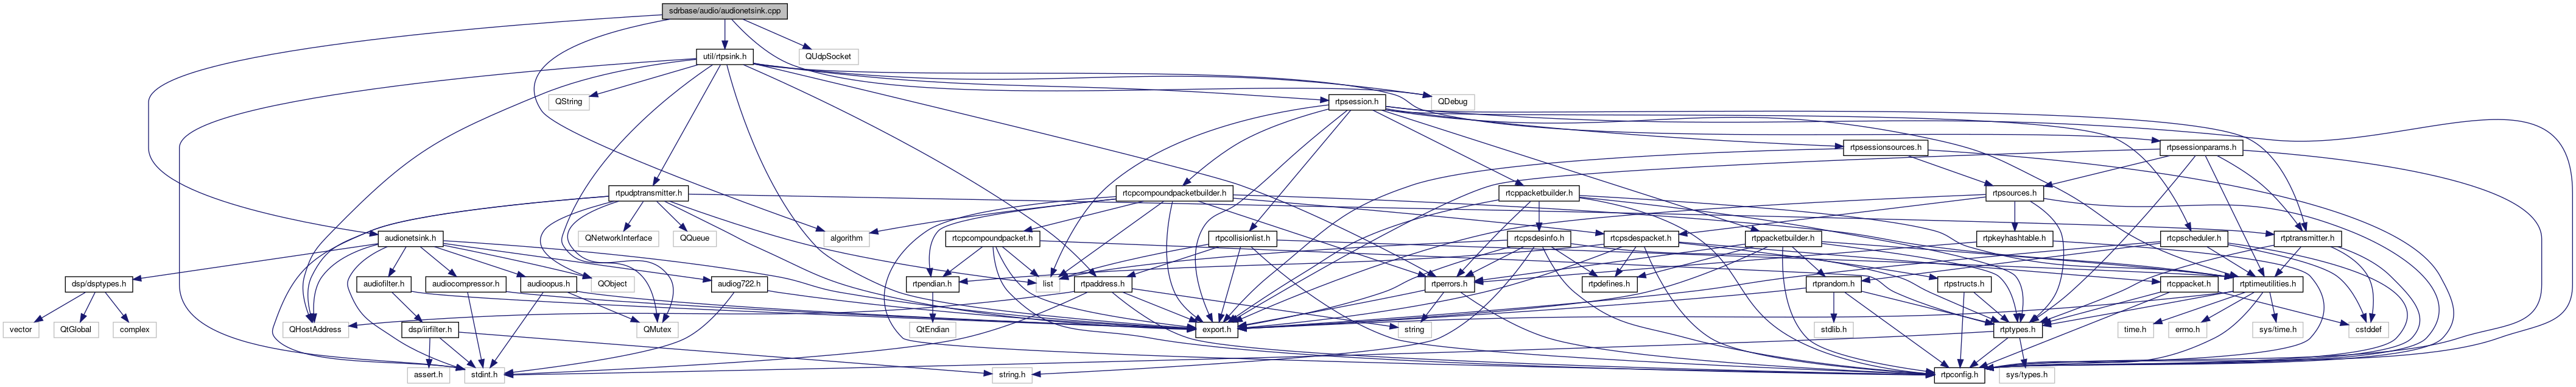 sdrbase/audio/audionetsink.cpp
util/rtpsink.h
QUdpSocket
QString
rtpsession.h
QDebug
rtpsessionsources.h
rtpsessionparams.h
rtpudptransmitter.h
rtcpcompoundpacketbuilder.h
rtcppacketbuilder.h
rtpsources.h
audionetsink.h
QNetworkInterface
QQueue
algorithm
rtcpcompoundpacket.h
rtpcollisionlist.h
rtcpsdesinfo.h
rtcpsdespacket.h
rtppacketbuilder.h
rtpkeyhashtable.h
rtcpscheduler.h
rtptransmitter.h
dsp/dsptypes.h
audiofilter.h
audiocompressor.h
audioopus.h
QObject
audiog722.h
rtpendian.h
list
rtpaddress.h
rtperrors.h
rtpdefines.h
rtprandom.h
rtpstructs.h
rtcppacket.h
rtptimeutilities.h
vector
QtGlobal
complex
QHostAddress
dsp/iirfilter.h
QMutex
QtEndian
export.h
string
stdlib.h
rtptypes.h
time.h
errno.h
sys/time.h
cstddef
assert.h
stdint.h
string.h
rtpconfig.h
sys/types.h